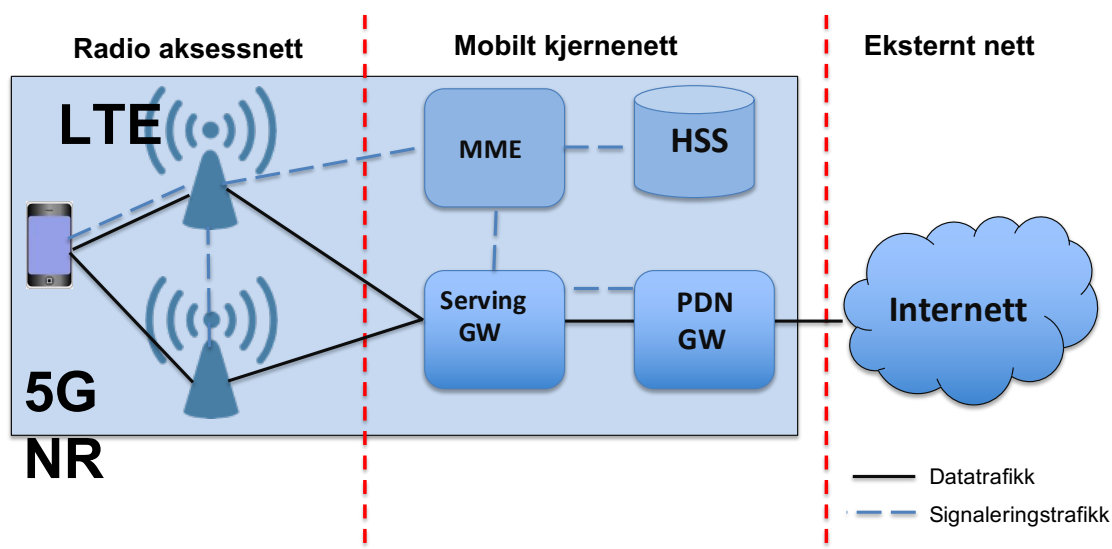 Radio aksessnett
Mobilt kjernenett
Eksternt nett
LTE
MME
HSS
Serving
GW
PDN
GW
Internett
5G
NR
Datatrafikk
Signaleringstrafikk